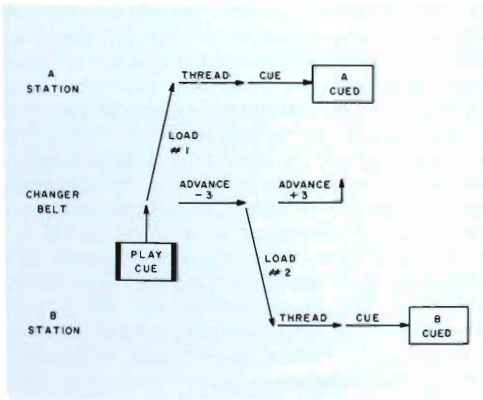 A
STATION
THREAD
CUE
A
CUED
LOAD
#1
CHANGER
BELT
ADVANCE
-3
ADVANCE
+3
PLAY
CUE
LOAD
#2
B
STATION
THREAD
CUE
B
CUED